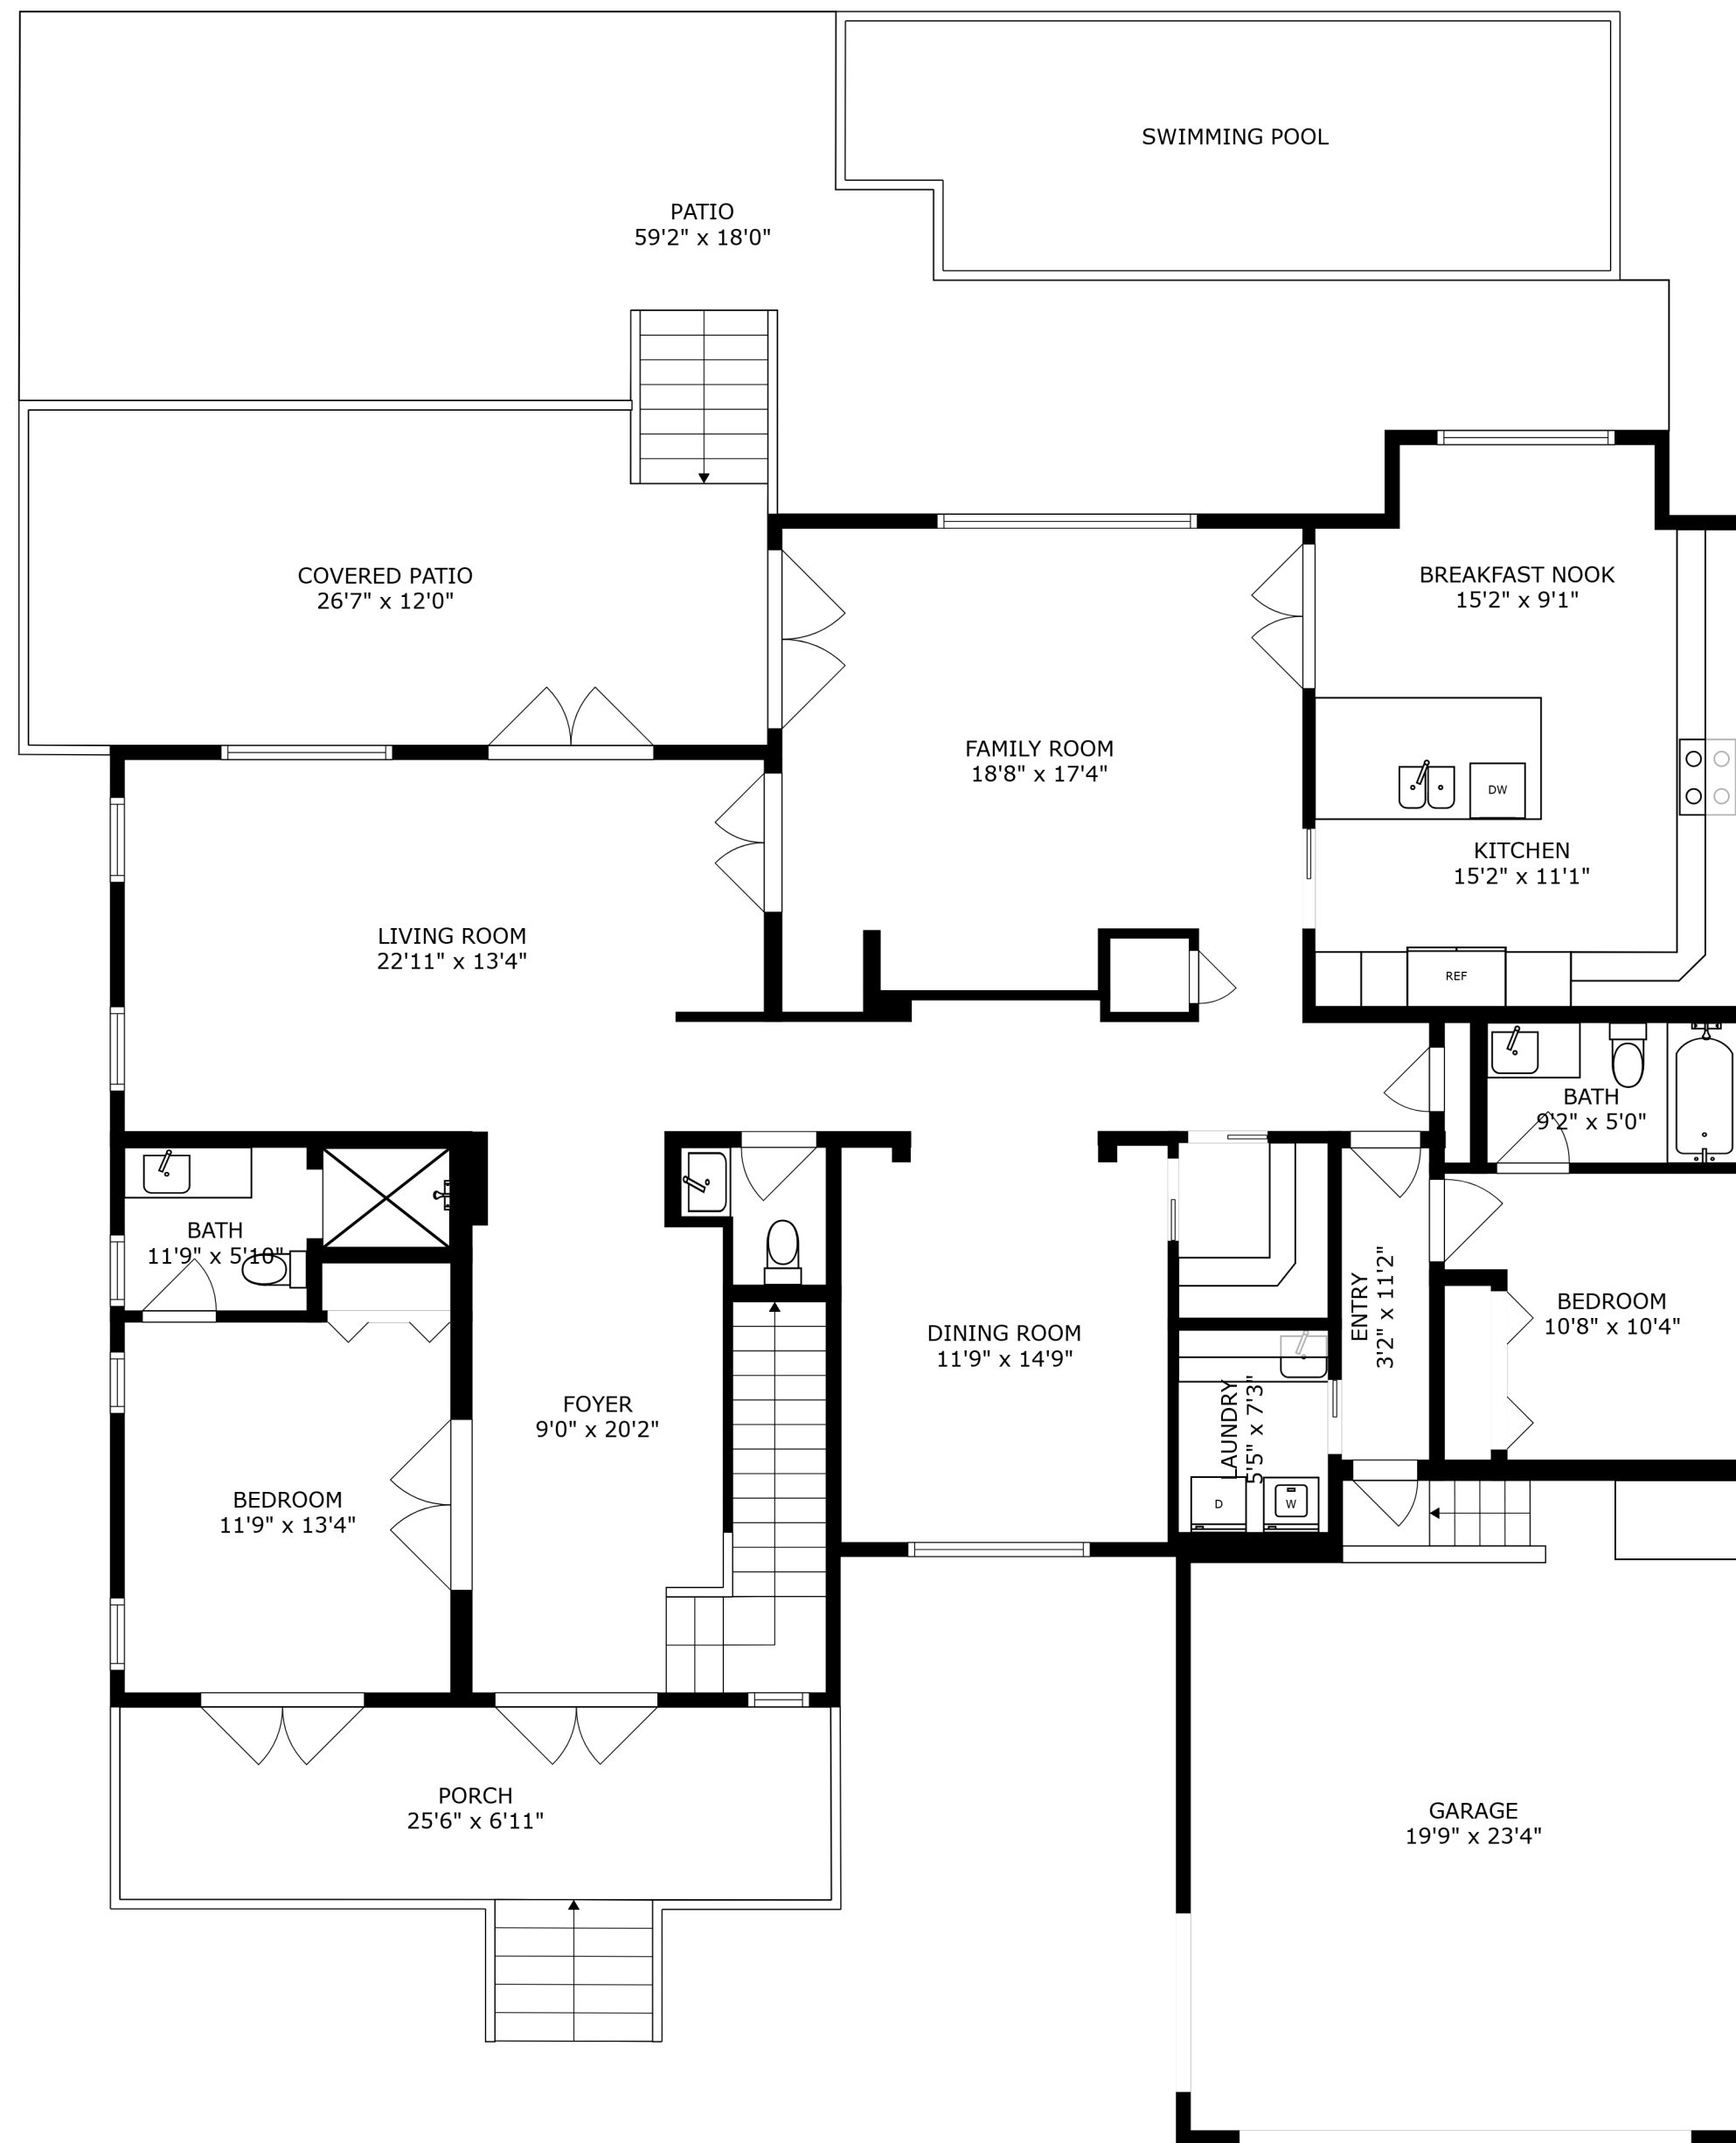 SWIMMING POOL
PATIO
59'2" x 18'0"
COVERED PATIO
26'7" x 12'0"
BREAKFAST NOOK
15'2" x 9'1"
FAMILY ROOM
18'8" x 17'4"
DW
KITCHEN
15'2" x 11'1"
LIVING ROOM
22'11" x 13'4"
REF
BATH
9'2" x 5'0"
BATH
11'9" x 5'10"
ENTRY
3'2" x 11'2"
BEDROOM
10'8" x 10'4"
DINING ROOM
11'9" x 14'9"
FOYER
9'0" x 20'2"
LAUNDRY
5'5" x 7'3"
BEDROOM
11'9" x 13'4"
D
W
PORCH
25'6" x 6'11"
GARAGE
19'9" x 23'4"